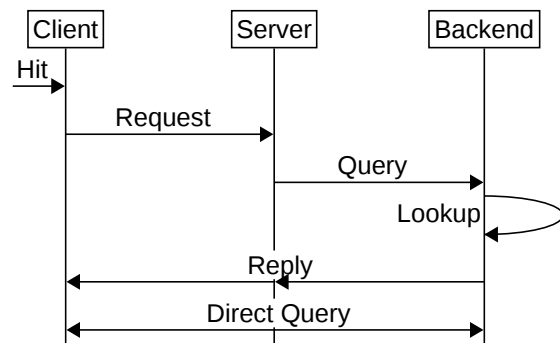 Client
Server
Backend
Hit
Request
Query
Lookup
Reply
Direct Query